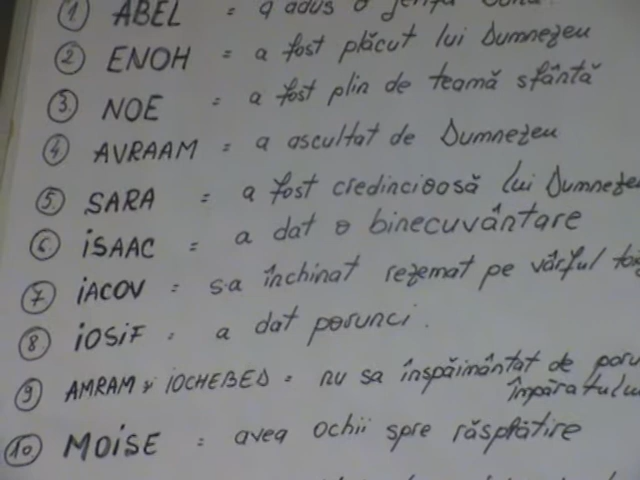 1 ABEL = a adus o
2 ENOH = a fost plăcut lui Dumnezeu
3 NOE = a fost plin de teamă sfântă
4 AVRAAM = a ascultat de Dumnezeu
5 SARA = a fost credincioasă lui Dumnezeu
6 iSAAC = a dat o binecuvântare
7 iACOV = s-a închinat rezemat pe vârful
8 iOSiF = a dat porunci.
9 AMRAM și IOCHEBED = nu sa înspăimântat de
împăratului
10 MOiSE = avea ochii spre răsplătire